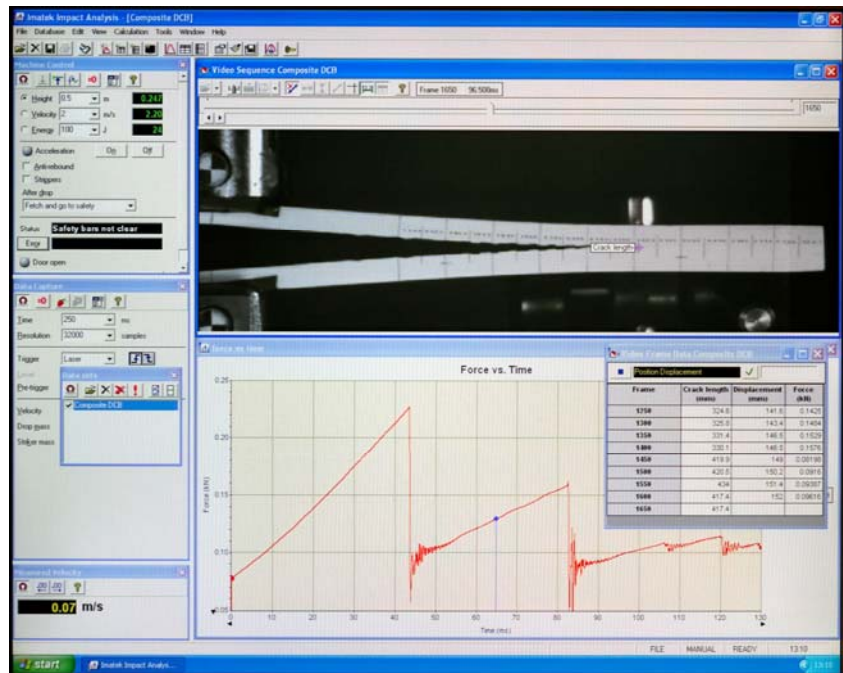 Imatek Impact Analysis - [Composite DCB]
File Database Edit View Calculation Tools Window Help
Machine Control
Height 0.5 m 0.247
Velocity 2 m/s 2.20
Energy 100 J 24
Acceleration On Off
Anti-rebound
Strippers
After drop
Fetch and go to safety
Status Safety bars not clear
Error
Door open
Data Capture
Time 250 ms
Resolution 32000 samples
Trigger Laser
Level
Pre-trigger
Velocity
Drop mass
Striker mass
Data sets
Composite DCB
Measured Velocity
0.07 m/s
Video Sequence Composite DCB
Frame 1650 96.500ms
1650
Crack length
Force vs. Time
Force (kN)
0.25
0.20
0.15
0.10
0.05
0 10 20 30 40 50 60 70 80 90 100 110 120 130
Time (ms)
Video Frame Data Composite DCB
Position Displacement
Frame Crack length (mm) Displacement (mm) Force (kN)
1250 324.8 141.6 0.1425
1300 325.8 143.4 0.1484
1350 331.4 146.5 0.1529
1400 330.1 146.5 0.1576
1450 419.9 149 0.08198
1500 420.5 150.2 0.0916
1550 434 151.4 0.09387
1600 417.4 152 0.09616
1650 417.4
FILE MANUAL READY 13:10
start Imatek Impact Analys... 13:10